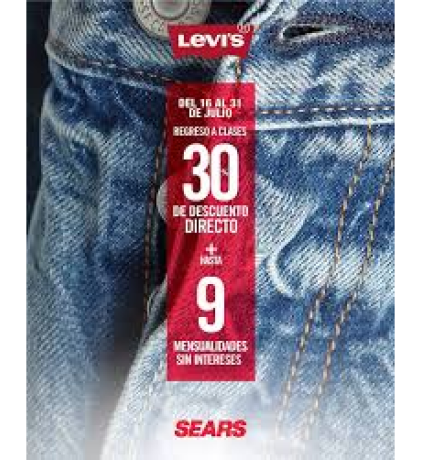 Levi's
DEL 16 AL 31
DE JULIO
REGRESO A CLASES
30%
DE DESCUENTO
DIRECTO
+
HASTA
9
MENSUALIDADES
SIN INTERESES
SEARS